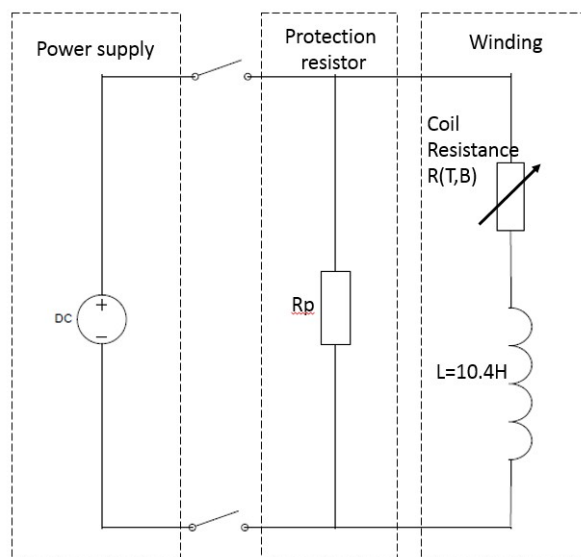 Power supply
Protection
resistor
Winding
Coil
Resistance
R(T,B)
DC
+
−
Rp
L=10.4H